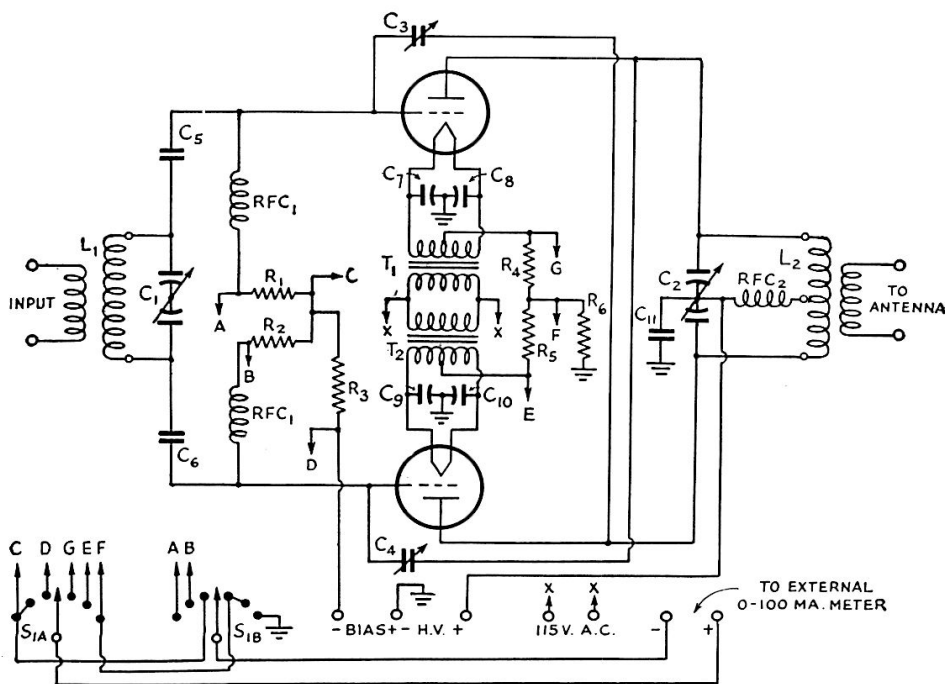 C3
C5
RFC1
C7
C8
L1
INPUT
C1
T1
R4
G
R1
C
A
R2
B
X
X
F
R6
C2
L2
RFC2
TO
ANTENNA
C11
T2
R5
R3
E
RFC1
C9
C10
D
C6
C4
C D G E F
A B
S1A
S1B
X X
TO EXTERNAL
0-100 MA. METER
- BIAS + - H.V. +
115 V. A.C.
- +